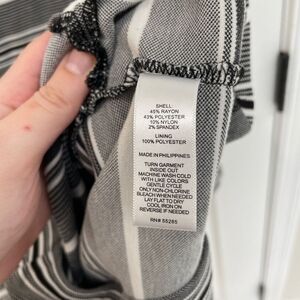 SHELL
45% RAYON
43% POLYESTER
10% NYLON
2% SPANDEX
LINING
100% POLYESTER
MADE IN PHILIPPINES
TURN GARMENT
INSIDE OUT
MACHINE WASH COLD
WITH LIKE COLORS
GENTLE CYCLE
ONLY NON-CHLORINE
BLEACH WHEN NEEDED
LAY FLAT TO DRY
COOL IRON ON
REVERSE IF NEEDED
RN# 55285